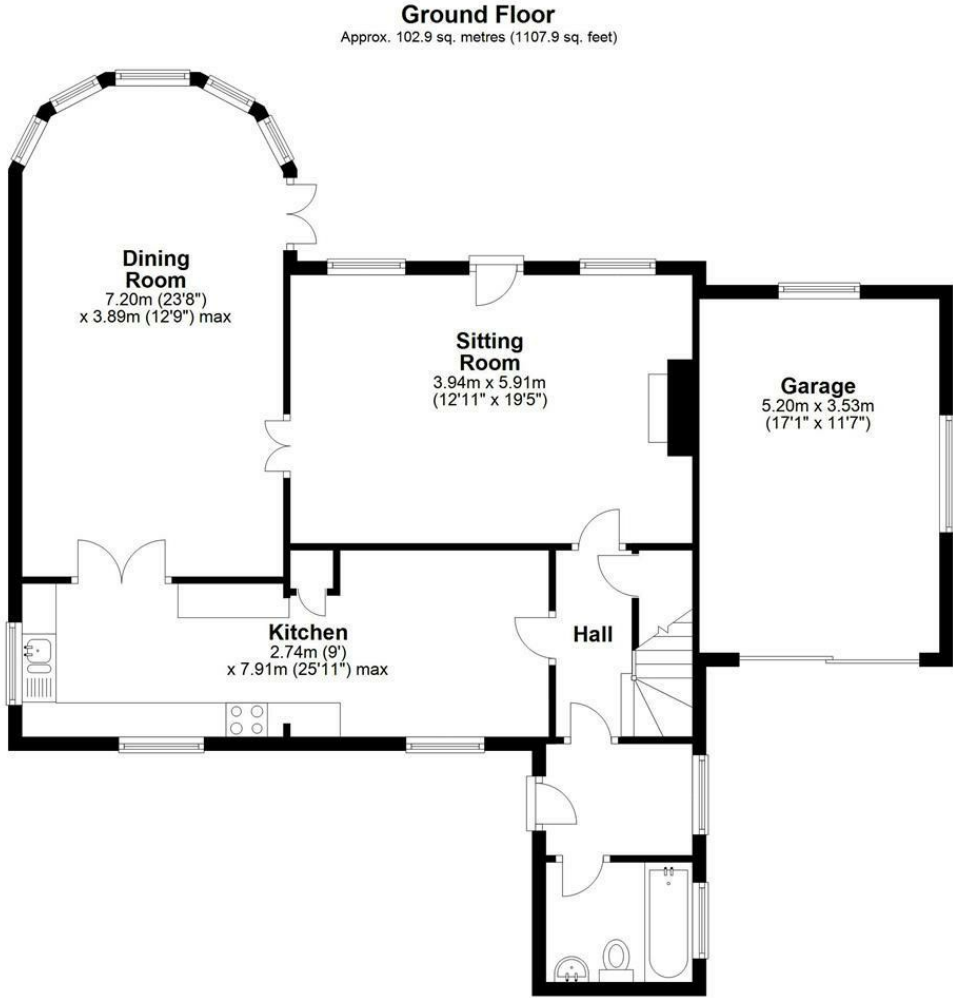 Ground Floor
Approx. 102.9 sq. metres (1107.9 sq. feet)
Dining
Room
7.20m (23'8")
x 3.89m (12'9") max
Sitting
Room
3.94m x 5.91m
(12'11" x 19'5")
Garage
5.20m x 3.53m
(17'1" x 11'7")
Kitchen
2.74m (9')
x 7.91m (25'11") max
Hall